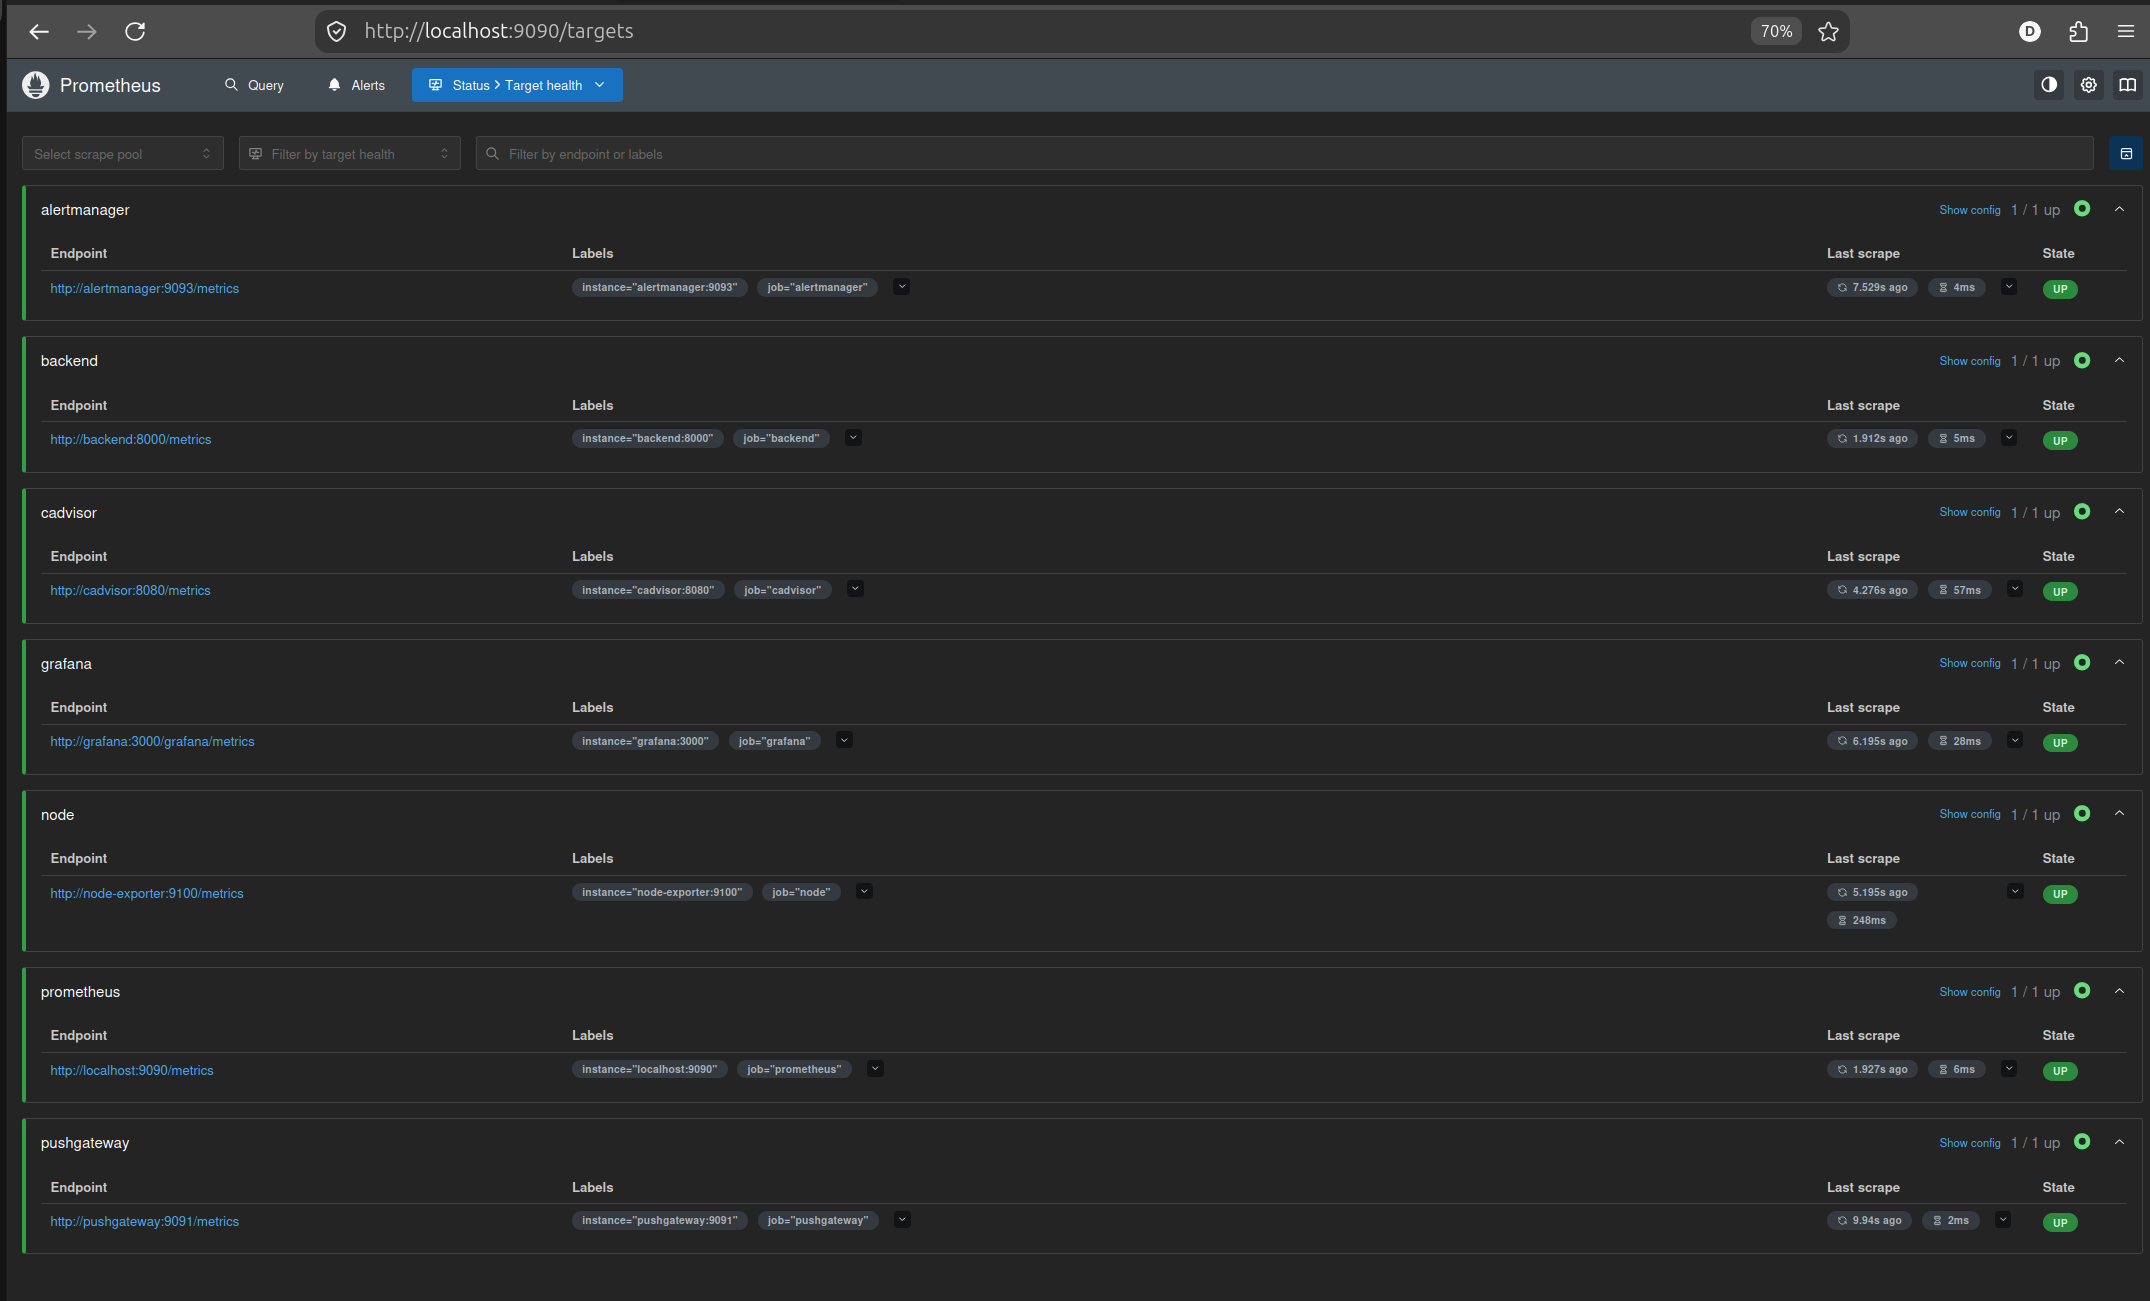 http://localhost:9090/targets 70% D
Prometheus Query Alerts Status > Target health
Select scrape pool Filter by target health Filter by endpoint or labels
alertmanager Show config 1 / 1 up
Endpoint Labels Last scrape State
http://alertmanager:9093/metrics instance="alertmanager:9093" job="alertmanager" 7.529s ago 4ms UP
backend Show config 1 / 1 up
Endpoint Labels Last scrape State
http://backend:8000/metrics instance="backend:8000" job="backend" 1.912s ago 5ms UP
cadvisor Show config 1 / 1 up
Endpoint Labels Last scrape State
http://cadvisor:8080/metrics instance="cadvisor:8080" job="cadvisor" 4.276s ago 57ms UP
grafana Show config 1 / 1 up
Endpoint Labels Last scrape State
http://grafana:3000/grafana/metrics instance="grafana:3000" job="grafana" 6.195s ago 28ms UP
node Show config 1 / 1 up
Endpoint Labels Last scrape State
http://node-exporter:9100/metrics instance="node-exporter:9100" job="node" 5.195s ago UP
248ms
prometheus Show config 1 / 1 up
Endpoint Labels Last scrape State
http://localhost:9090/metrics instance="localhost:9090" job="prometheus" 1.927s ago 6ms UP
pushgateway Show config 1 / 1 up
Endpoint Labels Last scrape State
http://pushgateway:9091/metrics instance="pushgateway:9091" job="pushgateway" 9.94s ago 2ms UP